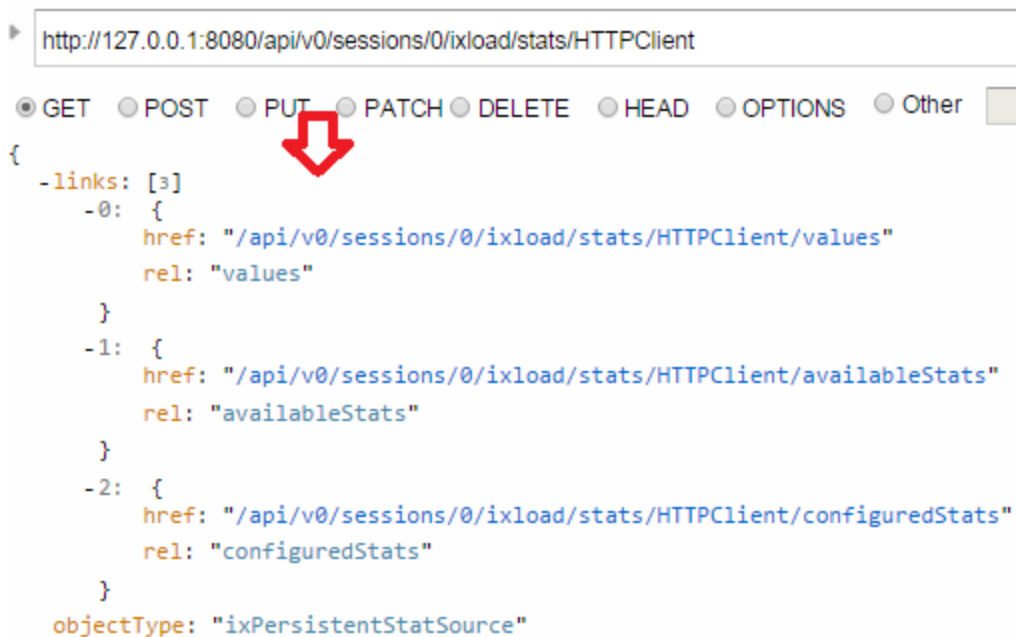 http://127.0.0.1:8080/api/v0/sessions/0/ixload/stats/HTTPClient
GET POST PUT PATCH DELETE HEAD OPTIONS Other
{
-links: [3]
-0: {
href: "/api/v0/sessions/0/ixload/stats/HTTPClient/values"
rel: "values"
}
-1: {
href: "/api/v0/sessions/0/ixload/stats/HTTPClient/availableStats"
rel: "availableStats"
}
-2: {
href: "/api/v0/sessions/0/ixload/stats/HTTPClient/configuredStats"
rel: "configuredStats"
}
objectType: "ixPersistentStatSource"